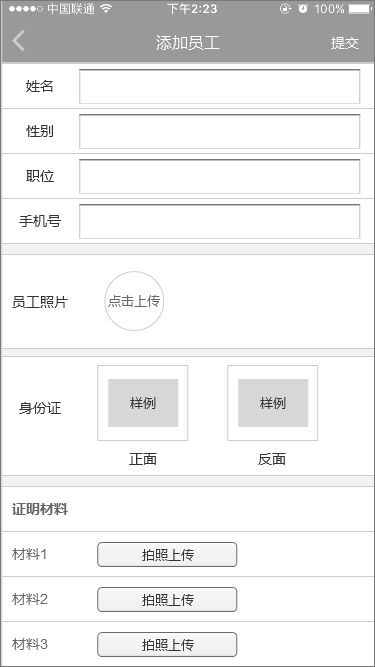 中国联通 下午2:23 100%
添加员工 提交
姓名
性别
职位
手机号
员工照片 点击上传
身份证 样例 样例
正面 反面
证明材料
材料1 拍照上传
材料2 拍照上传
材料3 拍照上传